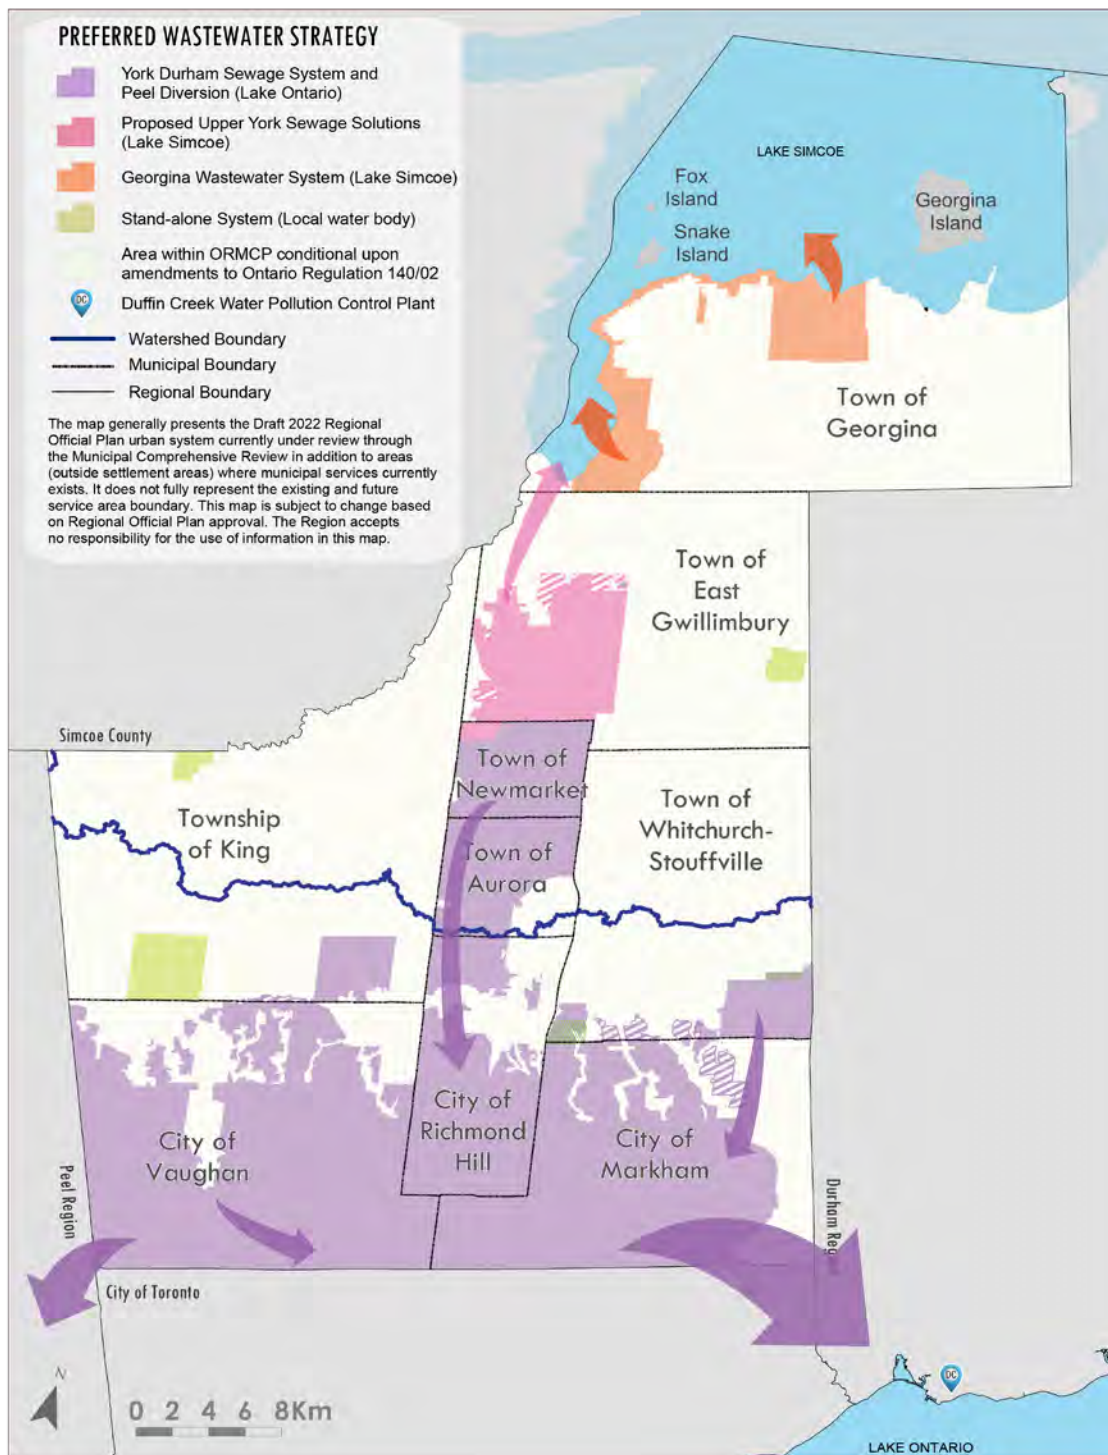 PREFERRED WASTEWATER STRATEGY
York Durham Sewage System and
Peel Diversion (Lake Ontario)
Proposed Upper York Sewage Solutions
(Lake Simcoe)
Georgina Wastewater System (Lake Simcoe)
Stand-alone System (Local water body)
Area within ORMCP conditional upon
amendments to Ontario Regulation 140/02
DC
Duffin Creek Water Pollution Control Plant
Watershed Boundary
Municipal Boundary
Regional Boundary
The map generally presents the Draft 2022 Regional
Official Plan urban system currently under review through
the Municipal Comprehensive Review in addition to areas
(outside settlement areas) where municipal services currently
exists. It does not fully represent the existing and future
service area boundary. This map is subject to change based
on Regional Official Plan approval. The Region accepts
no responsibility for the use of information in this map.
LAKE SIMCOE
Fox
Island
Snake
Island
Georgina
Island
Town of
Georgina
Town of
East
Gwillimbury
Simcoe County
Town of
Newmarket
Township
of King
Town of
Whitchurch-
Stouffville
Town of
Aurora
City of
Richmond
Hill
City of
Vaughan
City of
Markham
Peel Region
Durham Reg
City of Toronto
N
0 2 4 6 8Km
DC
LAKE ONTARIO